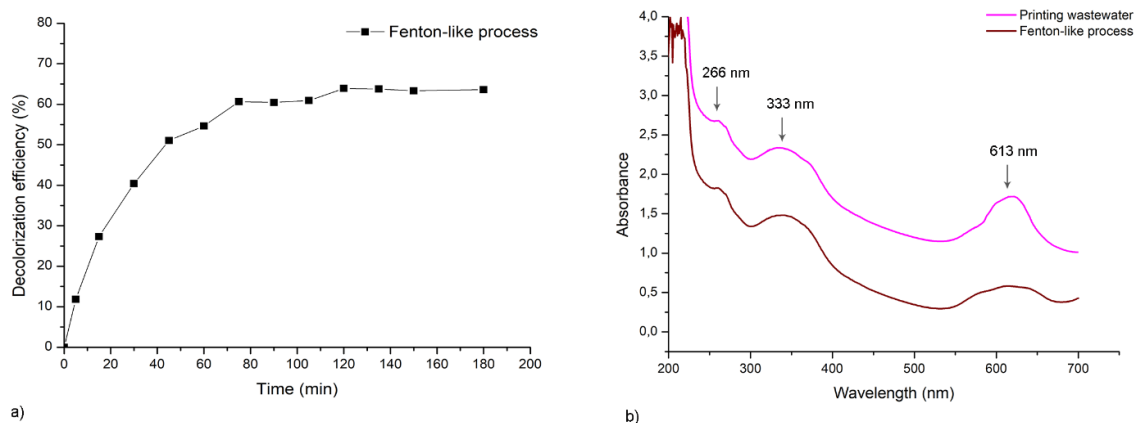 80
70
60
50
40
30
20
10
0
Decolorization efficiency (%)
Fenton-like process
0 20 40 60 80 100 120 140 160 180 200
Time (min)
a)
4,0
3,5
3,0
2,5
2,0
1,5
1,0
0,5
0,0
Absorbance
Printing wastewater
Fenton-like process
266 nm
333 nm
613 nm
200 300 400 500 600 700
Wavelength (nm)
b)